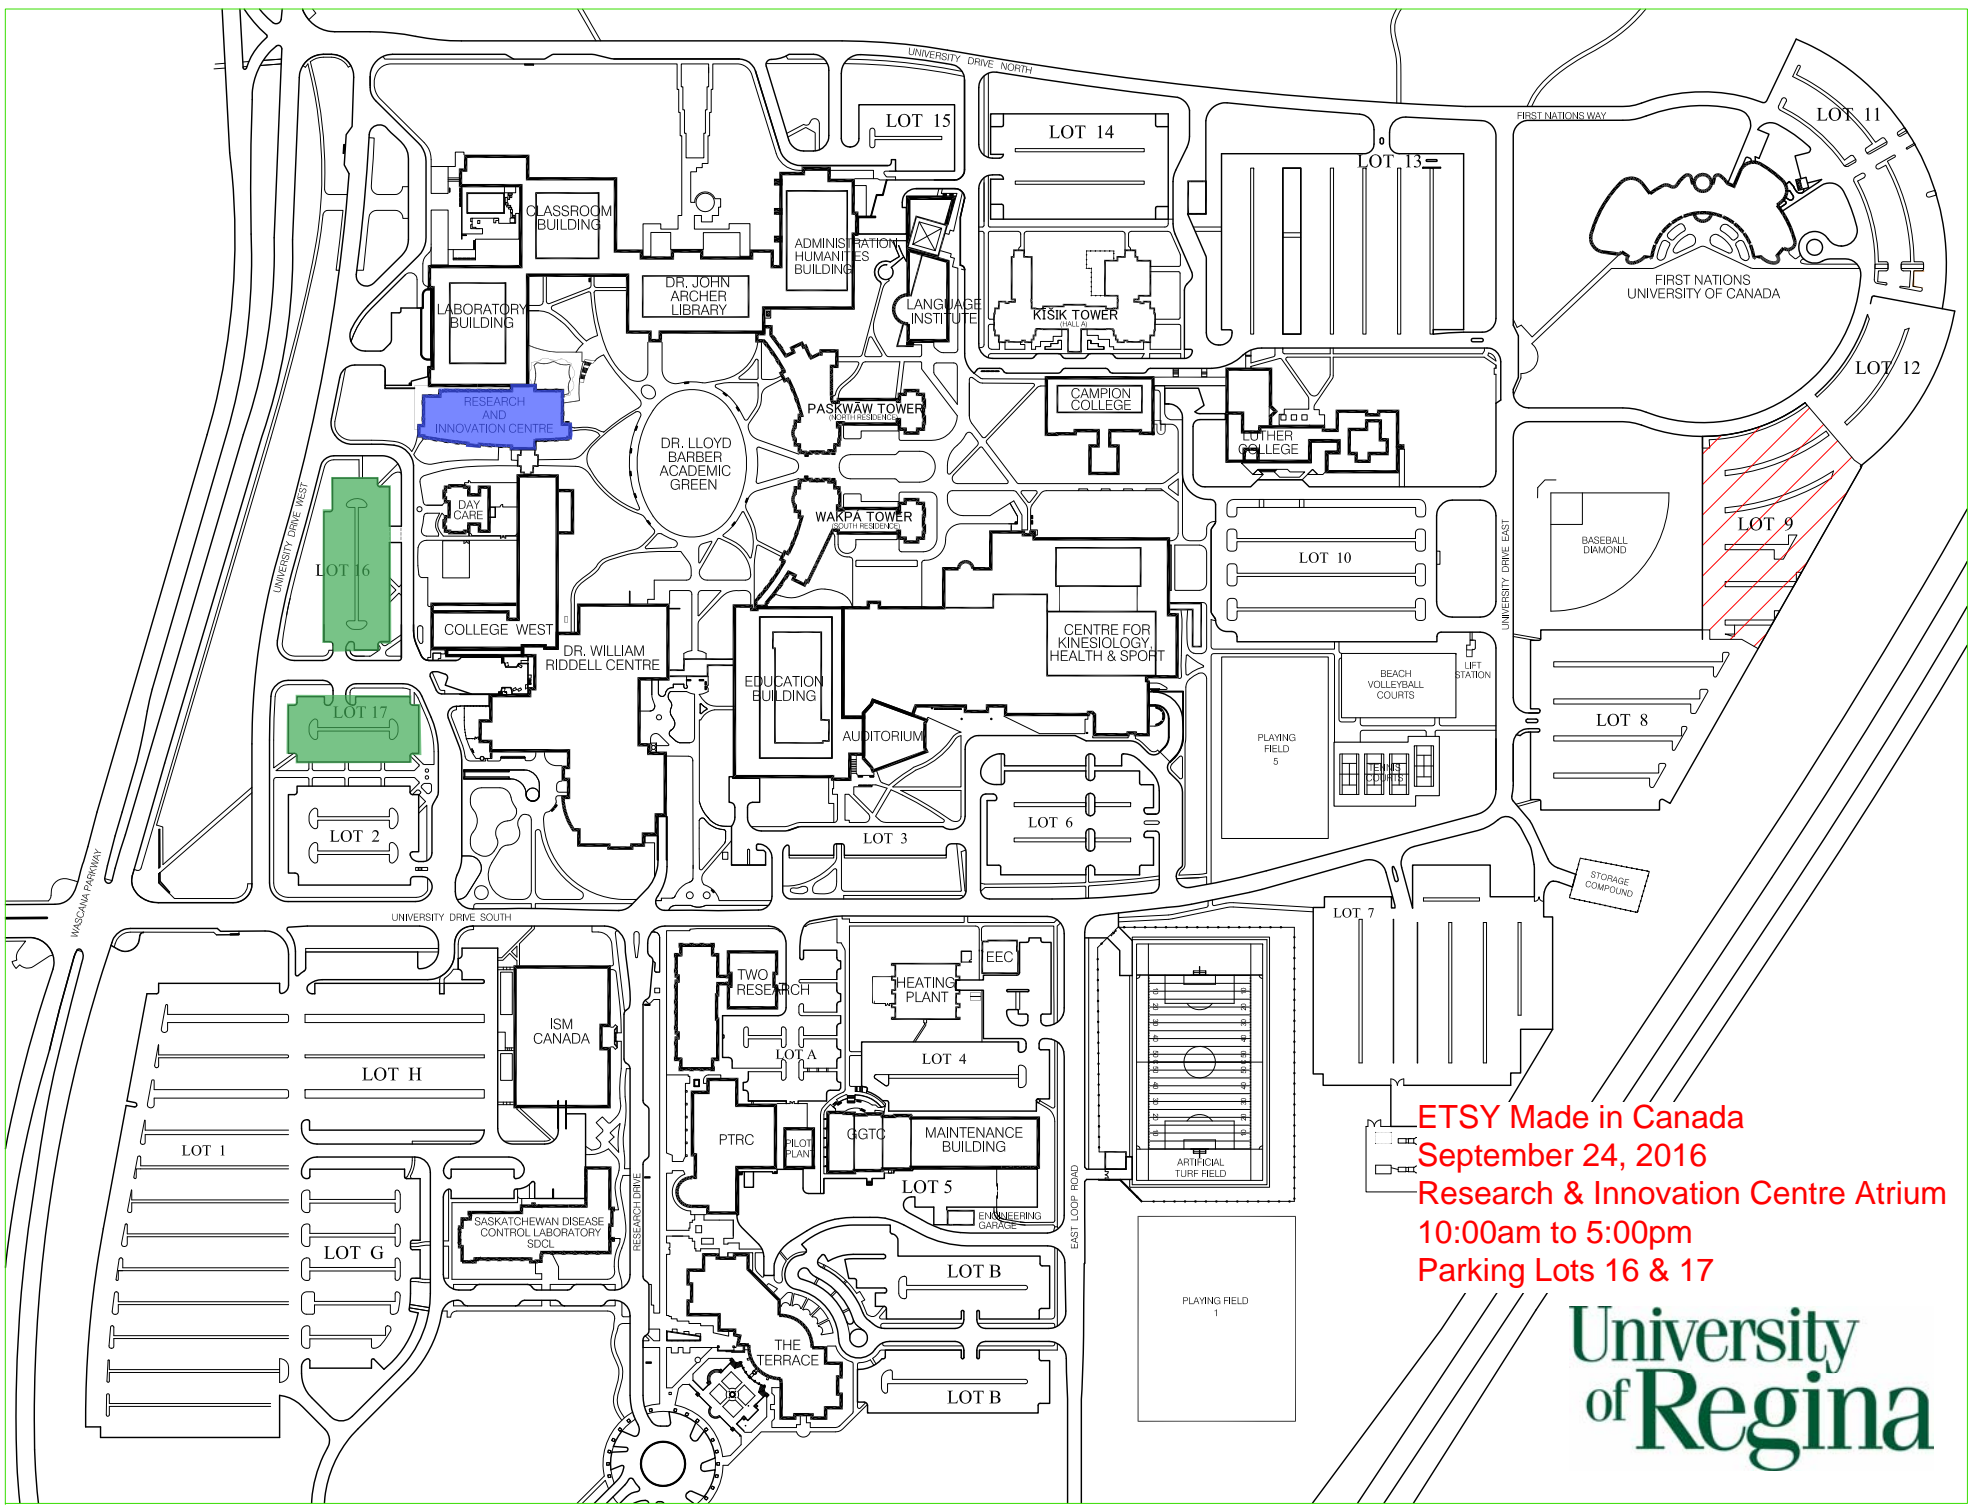 UNIVERSITY DRIVE NORTH
FIRST NATIONS WAY
LOT 11
LOT 15
LOT 14
LOT 13
CLASSROOM
BUILDING
ADMINISTRATION
HUMANITIES
BUILDING
DR. JOHN
ARCHER
LIBRARY
LABORATORY
BUILDING
LANGUAGE
INSTITUTE
KĪSIK TOWER
(HALL A)
FIRST NATIONS
UNIVERSITY OF CANADA
LOT 12
RESEARCH
AND
INNOVATION CENTRE
PASKWĀW TOWER
(NORTH RESIDENCE)
CAMPION
COLLEGE
LUTHER
COLLEGE
DR. LLOYD
BARBER
ACADEMIC
GREEN
DAY
CARE
WAKPĀ TOWER
(SOUTH RESIDENCE)
UNIVERSITY DRIVE WEST
LOT 16
LOT 10
UNIVERSITY DRIVE EAST
BASEBALL
DIAMOND
LOT 9
COLLEGE WEST
DR. WILLIAM
RIDDELL CENTRE
CENTRE FOR
KINESIOLOGY,
HEALTH & SPORT
EDUCATION
BUILDING
BEACH
VOLLEYBALL
COURTS
LIFT
STATION
LOT 17
AUDITORIUM
PLAYING
FIELD
5
TENNIS
COURTS
LOT 8
LOT 2
LOT 3
LOT 6
WASCANA PARKWAY
UNIVERSITY DRIVE SOUTH
STORAGE
COMPOUND
LOT 7
TWO
RESEARCH
HEATING
PLANT
EEC
ISM
CANADA
LOT A
LOT 4
LOT H
LOT 1
PTRC
PILOT
PLANT
GGTC
MAINTENANCE
BUILDING
ARTIFICIAL
TURF FIELD
LOT 5
ENGINEERING
GARAGE
RESEARCH DRIVE
EAST LOOP ROAD
SASKATCHEWAN DISEASE
CONTROL LABORATORY
SDCL
LOT G
LOT B
THE
TERRACE
LOT B
PLAYING FIELD
1
ETSY Made in Canada
September 24, 2016
Research & Innovation Centre Atrium
10:00am to 5:00pm
Parking Lots 16 & 17
University
of Regina